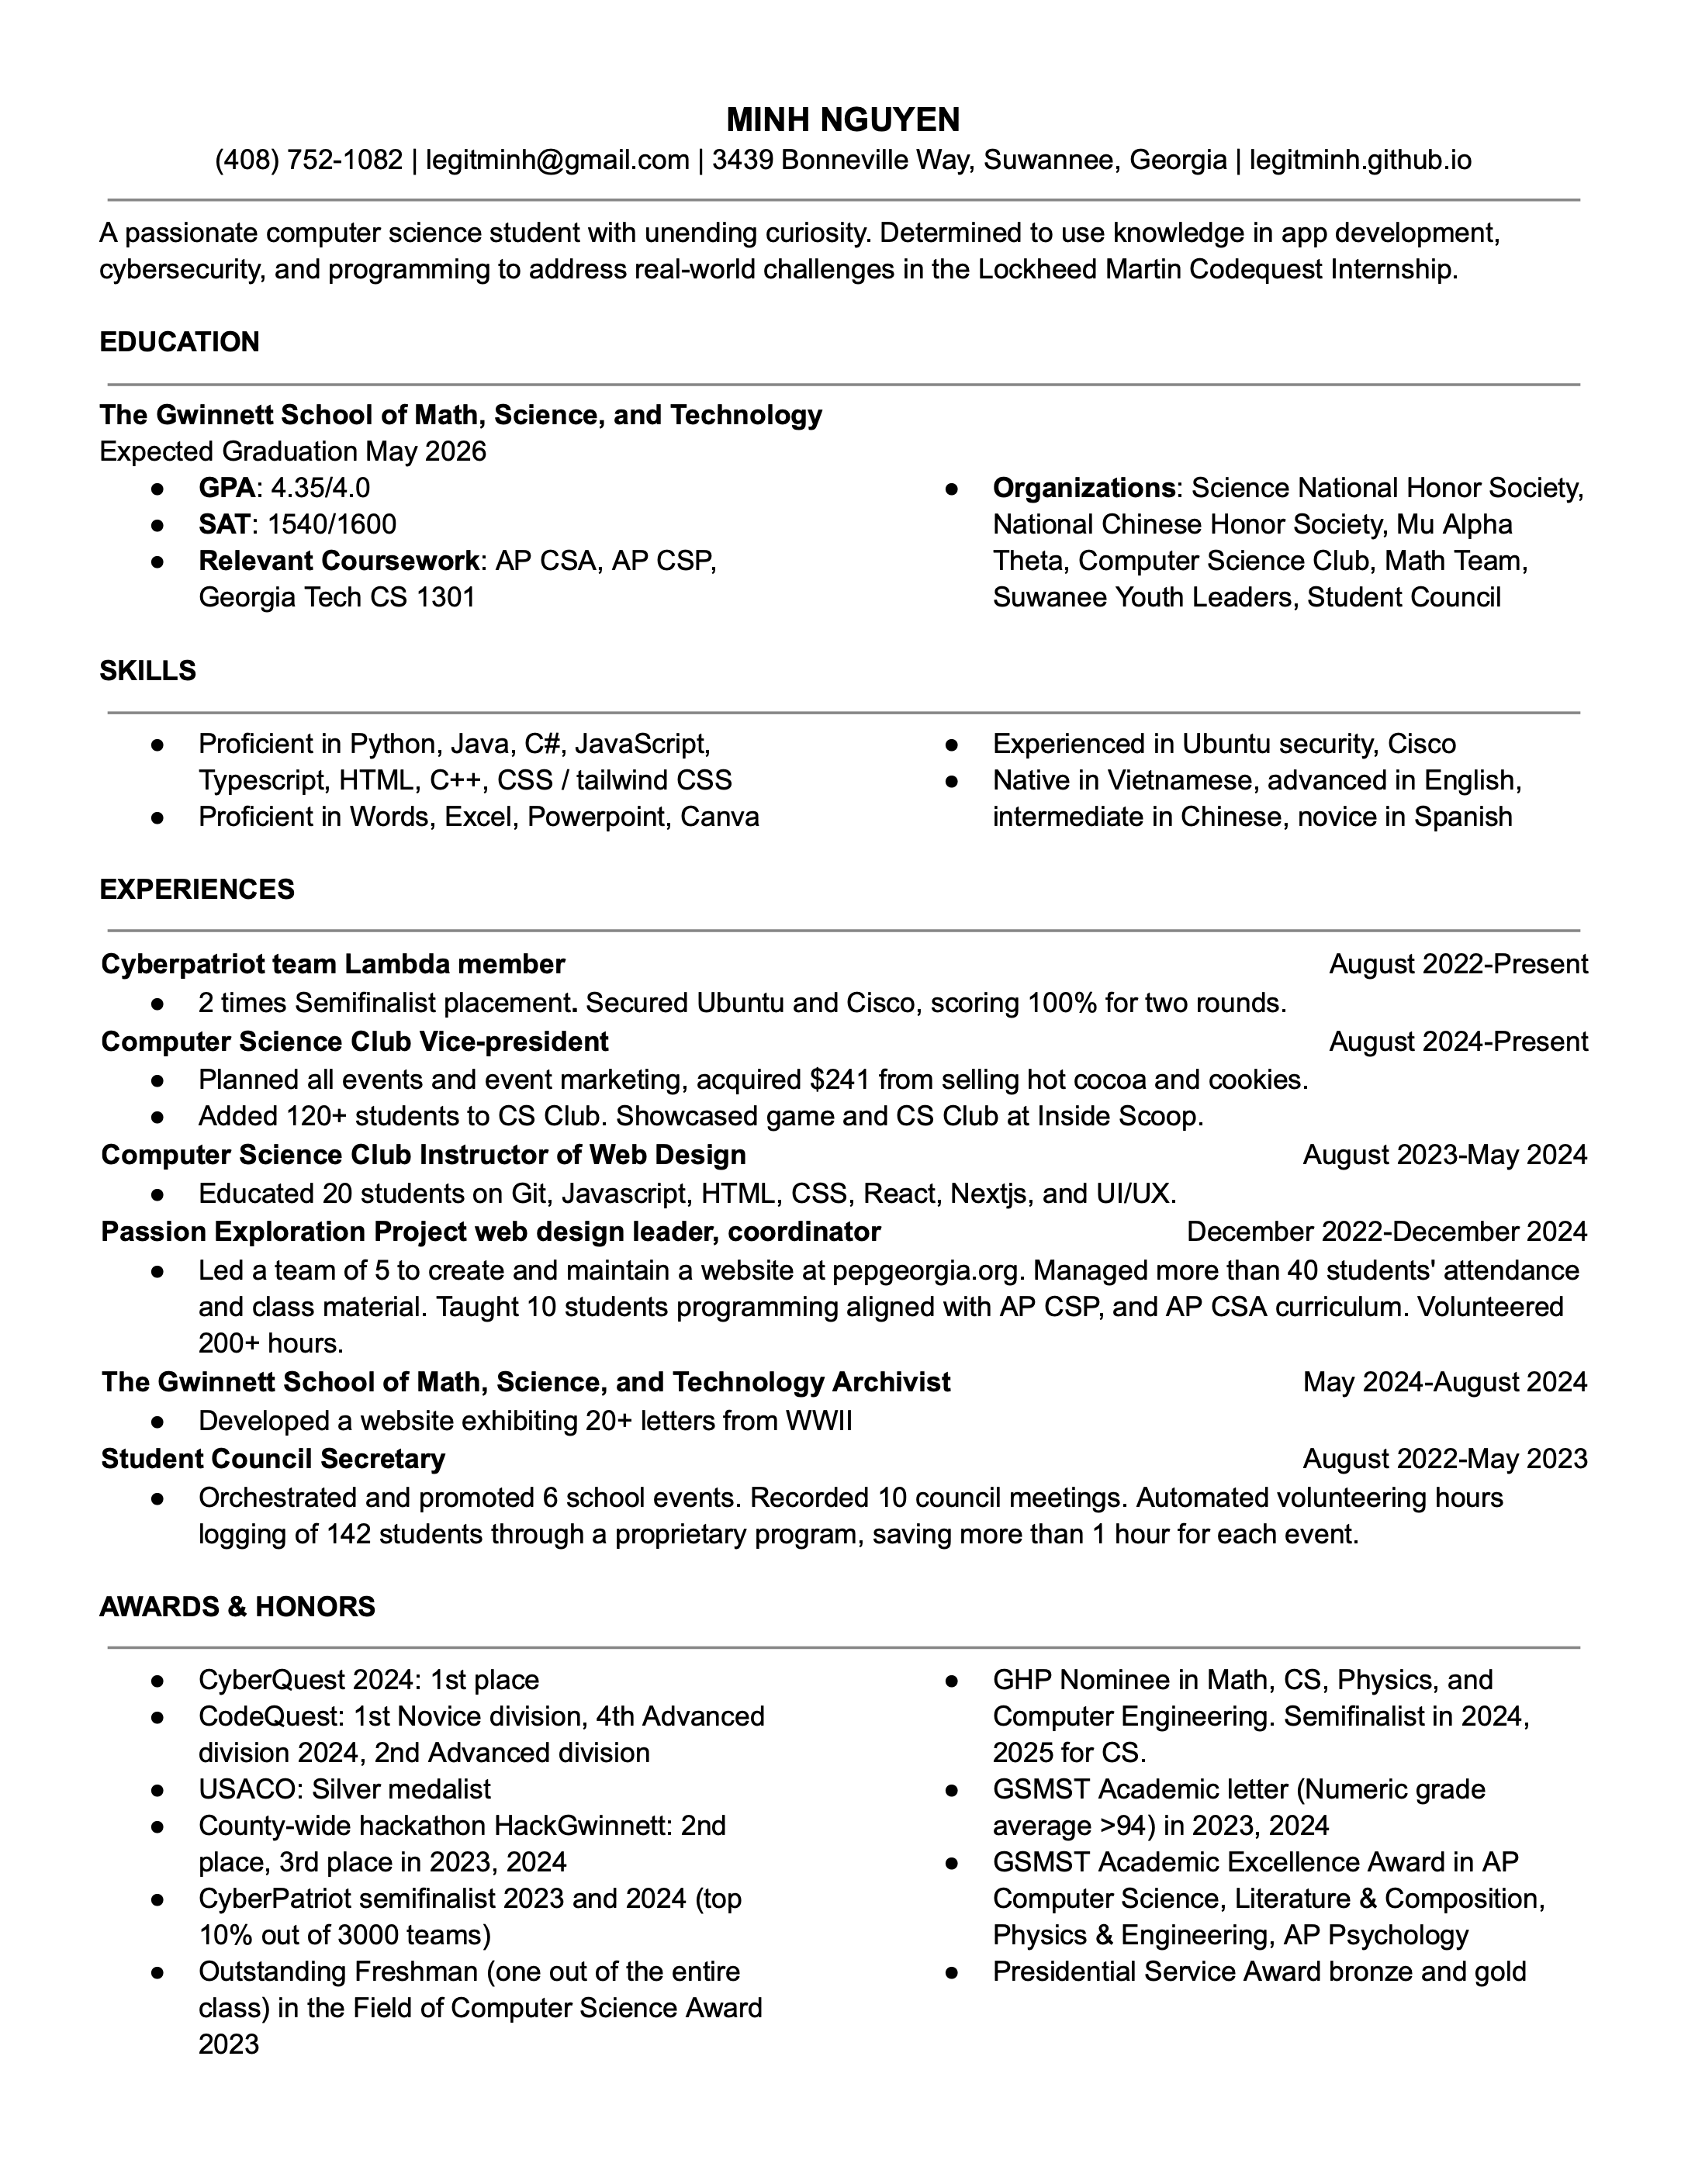 MINH NGUYEN
(408) 752-1082 | legitminh@gmail.com | 3439 Bonneville Way, Suwannee, Georgia | legitminh.github.io
A passionate computer science student with unending curiosity. Determined to use knowledge in app development,
cybersecurity, and programming to address real-world challenges in the Lockheed Martin Codequest Internship.
EDUCATION
The Gwinnett School of Math, Science, and Technology
Expected Graduation May 2026
● GPA: 4.35/4.0
● SAT: 1540/1600
● Relevant Coursework: AP CSA, AP CSP,
Georgia Tech CS 1301
● Organizations: Science National Honor Society,
National Chinese Honor Society, Mu Alpha
Theta, Computer Science Club, Math Team,
Suwanee Youth Leaders, Student Council
SKILLS
● Proficient in Python, Java, C#, JavaScript,
Typescript, HTML, C++, CSS / tailwind CSS
● Proficient in Words, Excel, Powerpoint, Canva
● Experienced in Ubuntu security, Cisco
● Native in Vietnamese, advanced in English,
intermediate in Chinese, novice in Spanish
EXPERIENCES
Cyberpatriot team Lambda member August 2022-Present
● 2 times Semifinalist placement. Secured Ubuntu and Cisco, scoring 100% for two rounds.
Computer Science Club Vice-president August 2024-Present
● Planned all events and event marketing, acquired $241 from selling hot cocoa and cookies.
● Added 120+ students to CS Club. Showcased game and CS Club at Inside Scoop.
Computer Science Club Instructor of Web Design August 2023-May 2024
● Educated 20 students on Git, Javascript, HTML, CSS, React, Nextjs, and UI/UX.
Passion Exploration Project web design leader, coordinator December 2022-December 2024
● Led a team of 5 to create and maintain a website at pepgeorgia.org. Managed more than 40 students' attendance
and class material. Taught 10 students programming aligned with AP CSP, and AP CSA curriculum. Volunteered
200+ hours.
The Gwinnett School of Math, Science, and Technology Archivist May 2024-August 2024
● Developed a website exhibiting 20+ letters from WWII
Student Council Secretary August 2022-May 2023
● Orchestrated and promoted 6 school events. Recorded 10 council meetings. Automated volunteering hours
logging of 142 students through a proprietary program, saving more than 1 hour for each event.
AWARDS & HONORS
● CyberQuest 2024: 1st place
● CodeQuest: 1st Novice division, 4th Advanced
division 2024, 2nd Advanced division
● USACO: Silver medalist
● County-wide hackathon HackGwinnett: 2nd
place, 3rd place in 2023, 2024
● CyberPatriot semifinalist 2023 and 2024 (top
10% out of 3000 teams)
● Outstanding Freshman (one out of the entire
class) in the Field of Computer Science Award
2023
● GHP Nominee in Math, CS, Physics, and
Computer Engineering. Semifinalist in 2024,
2025 for CS.
● GSMST Academic letter (Numeric grade
average >94) in 2023, 2024
● GSMST Academic Excellence Award in AP
Computer Science, Literature & Composition,
Physics & Engineering, AP Psychology
● Presidential Service Award bronze and gold